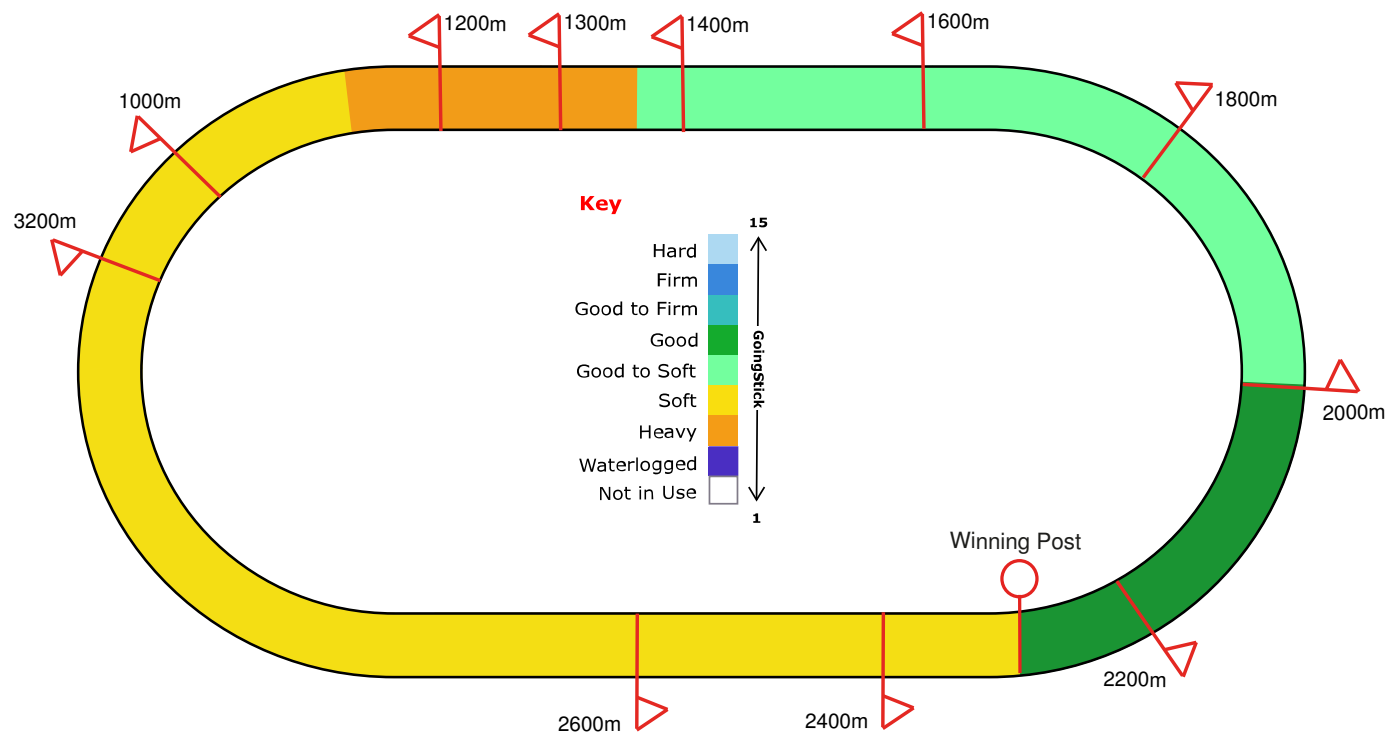 1200m
1300m
1400m
1600m
1000m
1800m
3200m
Key
15
Hard
Firm
Good to Firm
Good
Good to Soft
Soft
Heavy
Waterlogged
Not in Use
GoingStick
1
2000m
Winning Post
2200m
2600m
2400m